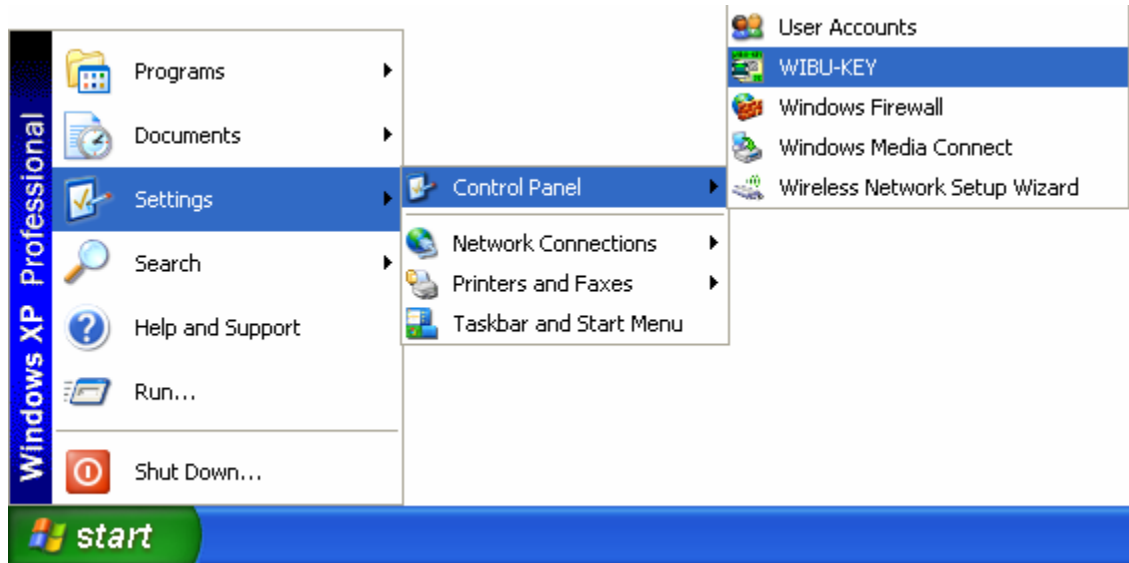 Windows XP Professional
Programs
Documents
Settings
Search
Help and Support
Run...
Shut Down...
start
Control Panel
Network Connections
Printers and Faxes
Taskbar and Start Menu
User Accounts
WIBU-KEY
Windows Firewall
Windows Media Connect
Wireless Network Setup Wizard